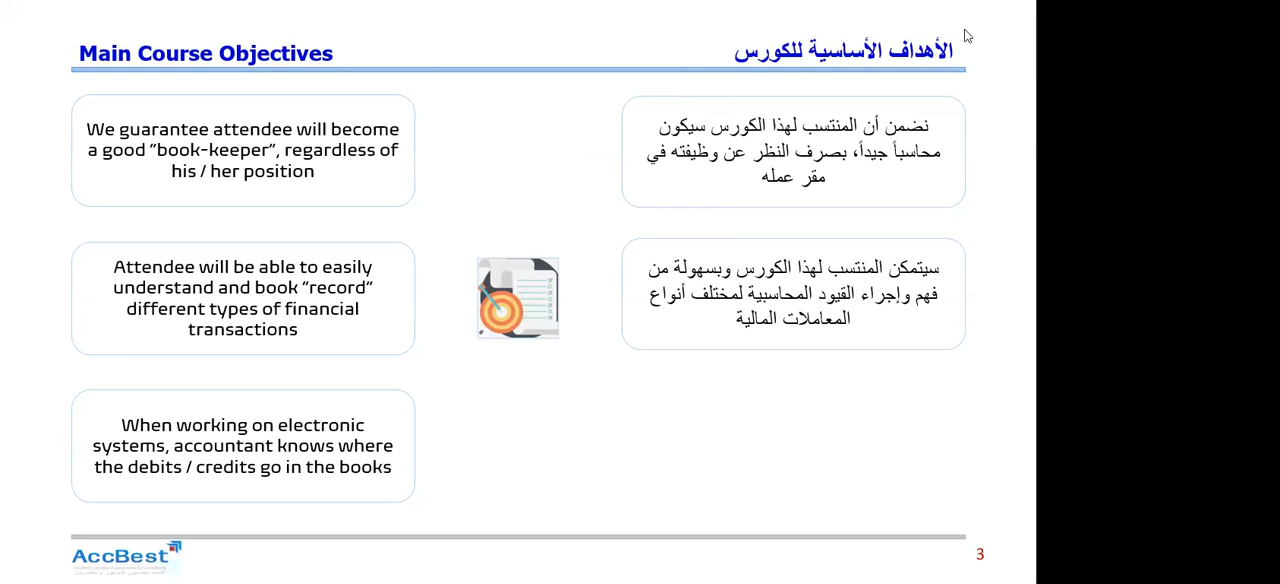 Main Course Objectives
الأهداف الأساسية للكورس
We guarantee attendee will become
a good “book-keeper”, regardless of
his / her position
نضمن أن المنتسب لهذا الكورس سيكون
محاسباً جيداً، بصرف النظر عن وظيفته في
مقر عمله
Attendee will be able to easily
understand and book “record”
different types of financial
transactions
سيتمكن المنتسب لهذا الكورس وبسهولة من
فهم وإجراء القيود المحاسبية لمختلف أنواع
المعاملات المالية
When working on electronic
systems, accountant knows where
the debits / credits go in the books
AccBest
3